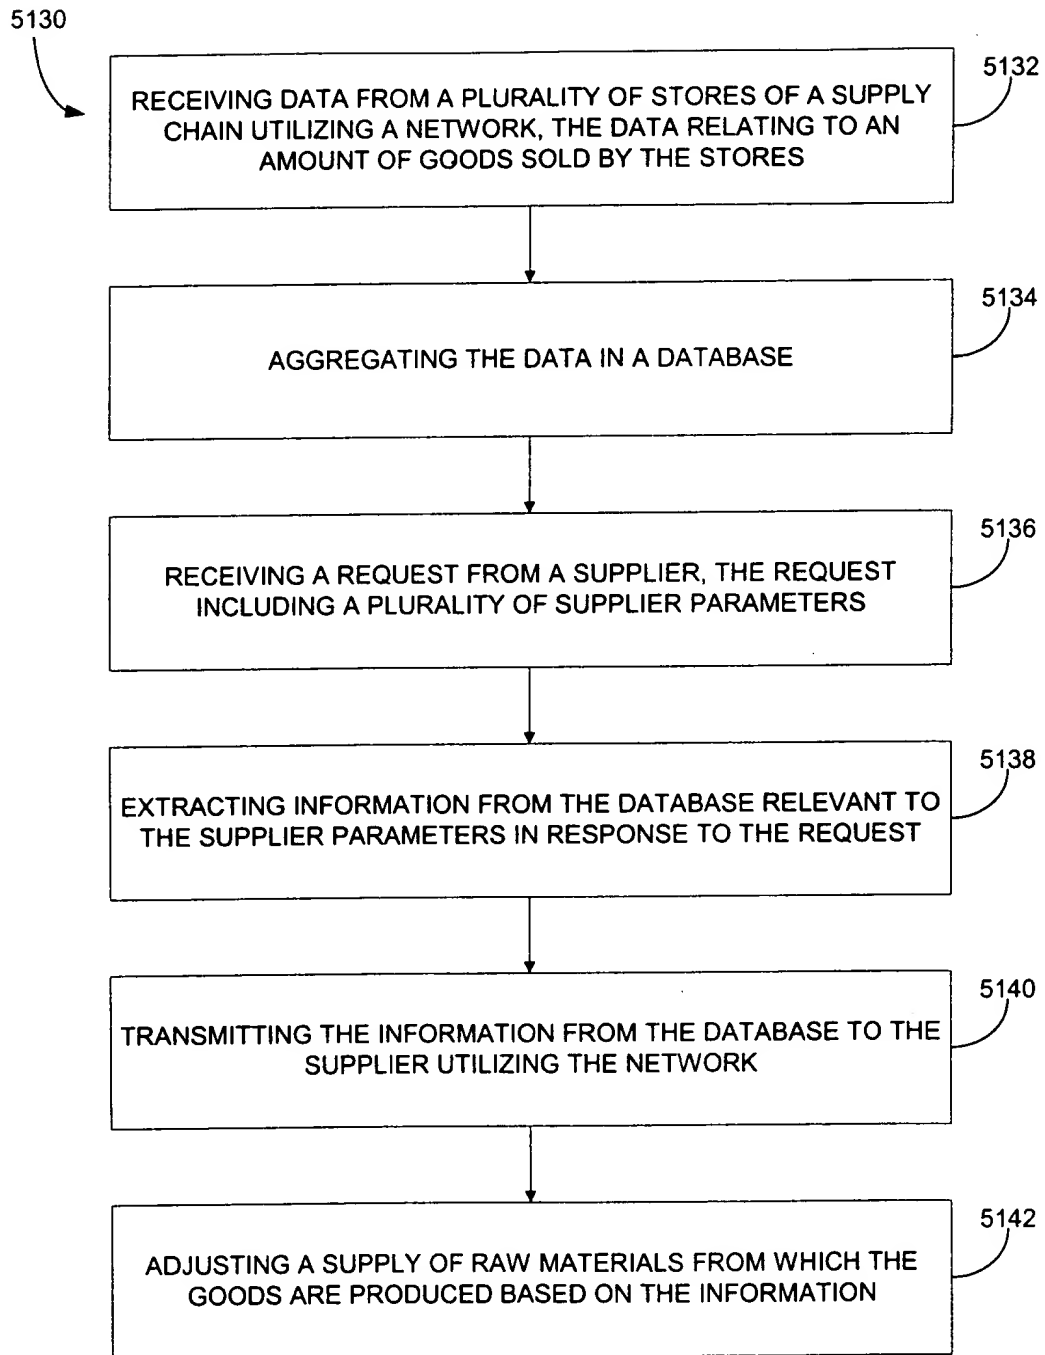 5130
5132
RECEIVING DATA FROM A PLURALITY OF STORES OF A SUPPLY
CHAIN UTILIZING A NETWORK, THE DATA RELATING TO AN
AMOUNT OF GOODS SOLD BY THE STORES
5134
AGGREGATING THE DATA IN A DATABASE
5136
RECEIVING A REQUEST FROM A SUPPLIER, THE REQUEST
INCLUDING A PLURALITY OF SUPPLIER PARAMETERS
5138
EXTRACTING INFORMATION FROM THE DATABASE RELEVANT TO
THE SUPPLIER PARAMETERS IN RESPONSE TO THE REQUEST
5140
TRANSMITTING THE INFORMATION FROM THE DATABASE TO THE
SUPPLIER UTILIZING THE NETWORK
5142
ADJUSTING A SUPPLY OF RAW MATERIALS FROM WHICH THE
GOODS ARE PRODUCED BASED ON THE INFORMATION